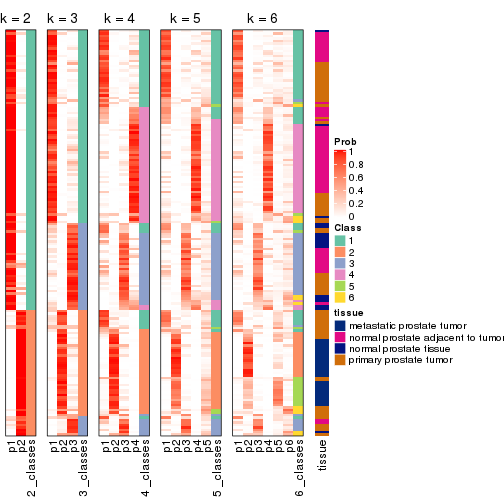 k = 2 k = 3 k = 4 k = 5 k = 6
Prob
1
0.8
0.6
0.4
0.2
0
Class
1
2
3
4
5
6
tissue
metastatic prostate tumor
normal prostate adjacent to tumor
normal prostate tissue
primary prostate tumor
p1
p2
2_classes
p1
p2
p3
3_classes
p1
p2
p3
p4
4_classes
p1
p2
p3
p4
p5
5_classes
p1
p2
p3
p4
p5
p6
6_classes
tissue